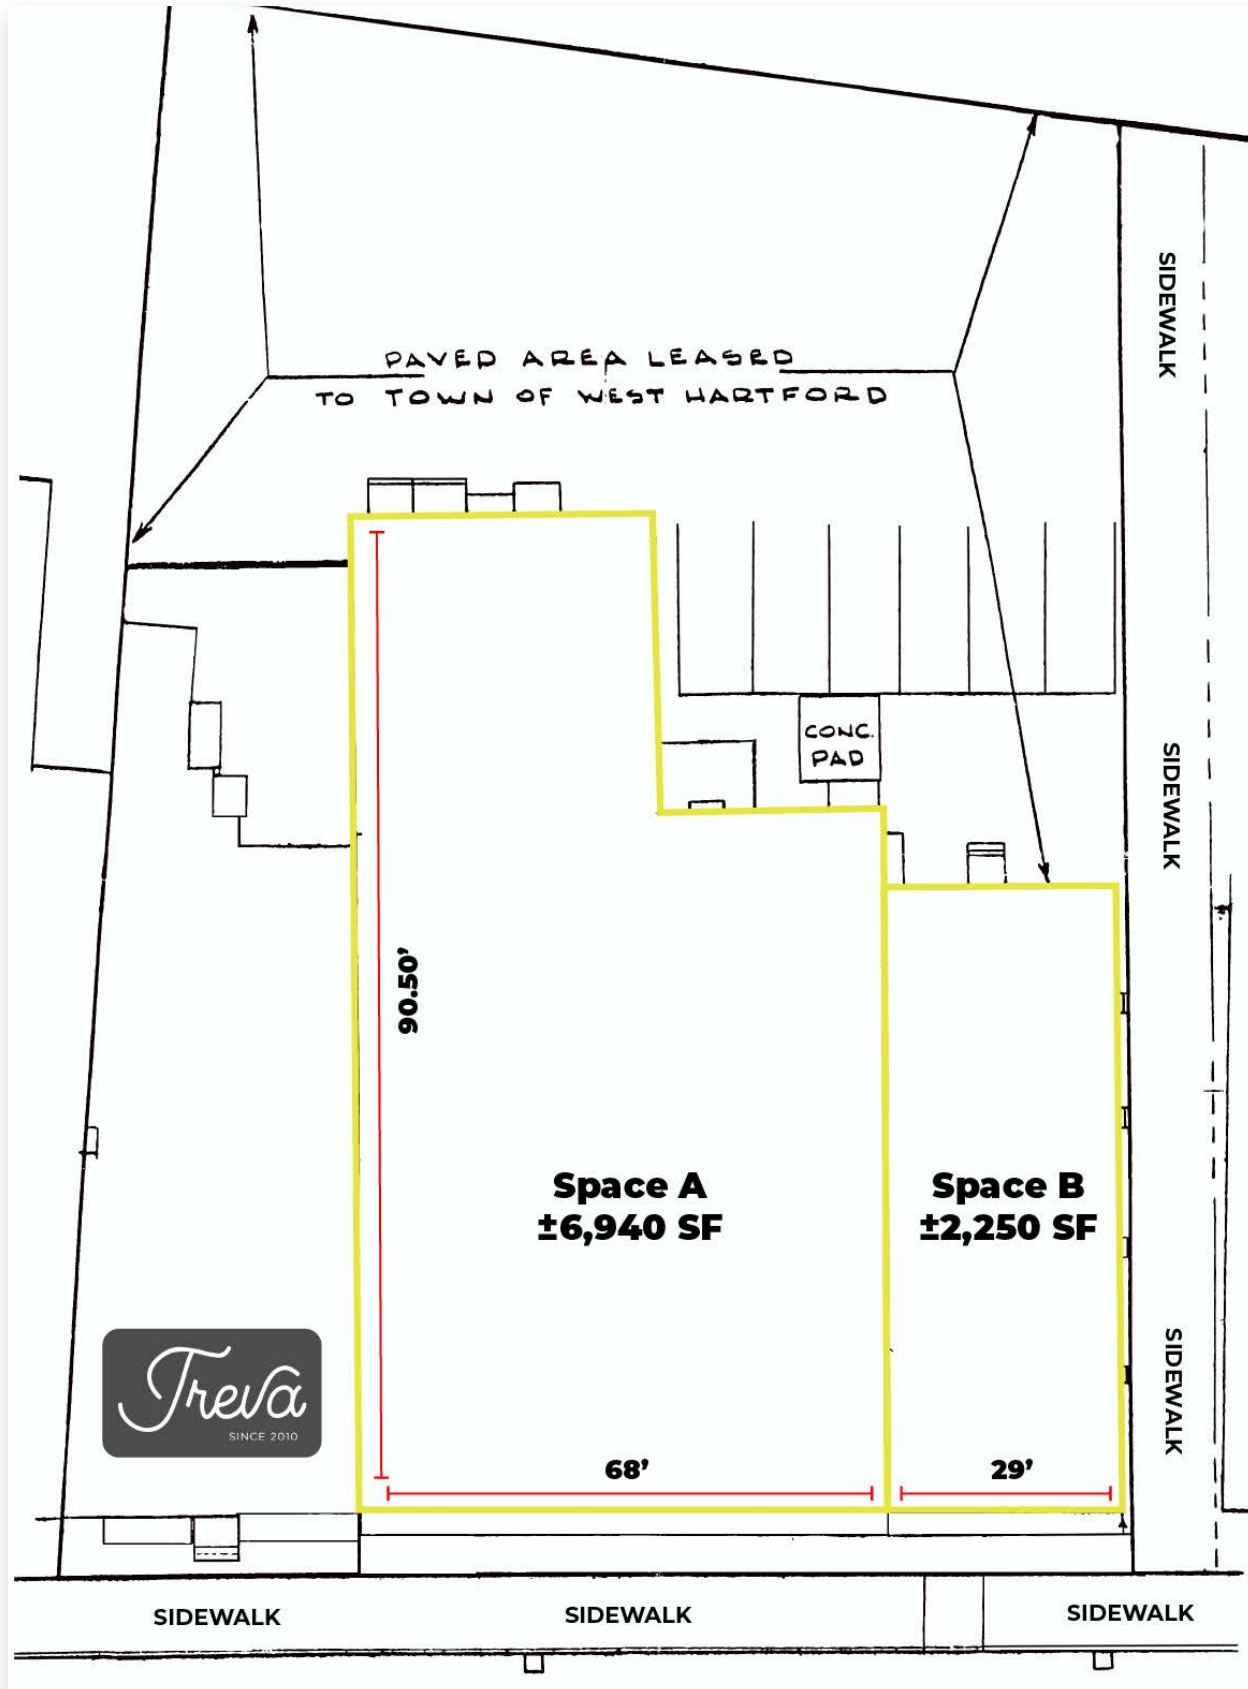 PAVED AREA LEASED
TO TOWN OF WEST HARTFORD
SIDEWALK
CONC.
PAD
SIDEWALK
90.50’
Space A
±6,940 SF
Space B
±2,250 SF
Treva
SINCE 2010
SIDEWALK
68’
29’
SIDEWALK
SIDEWALK
SIDEWALK